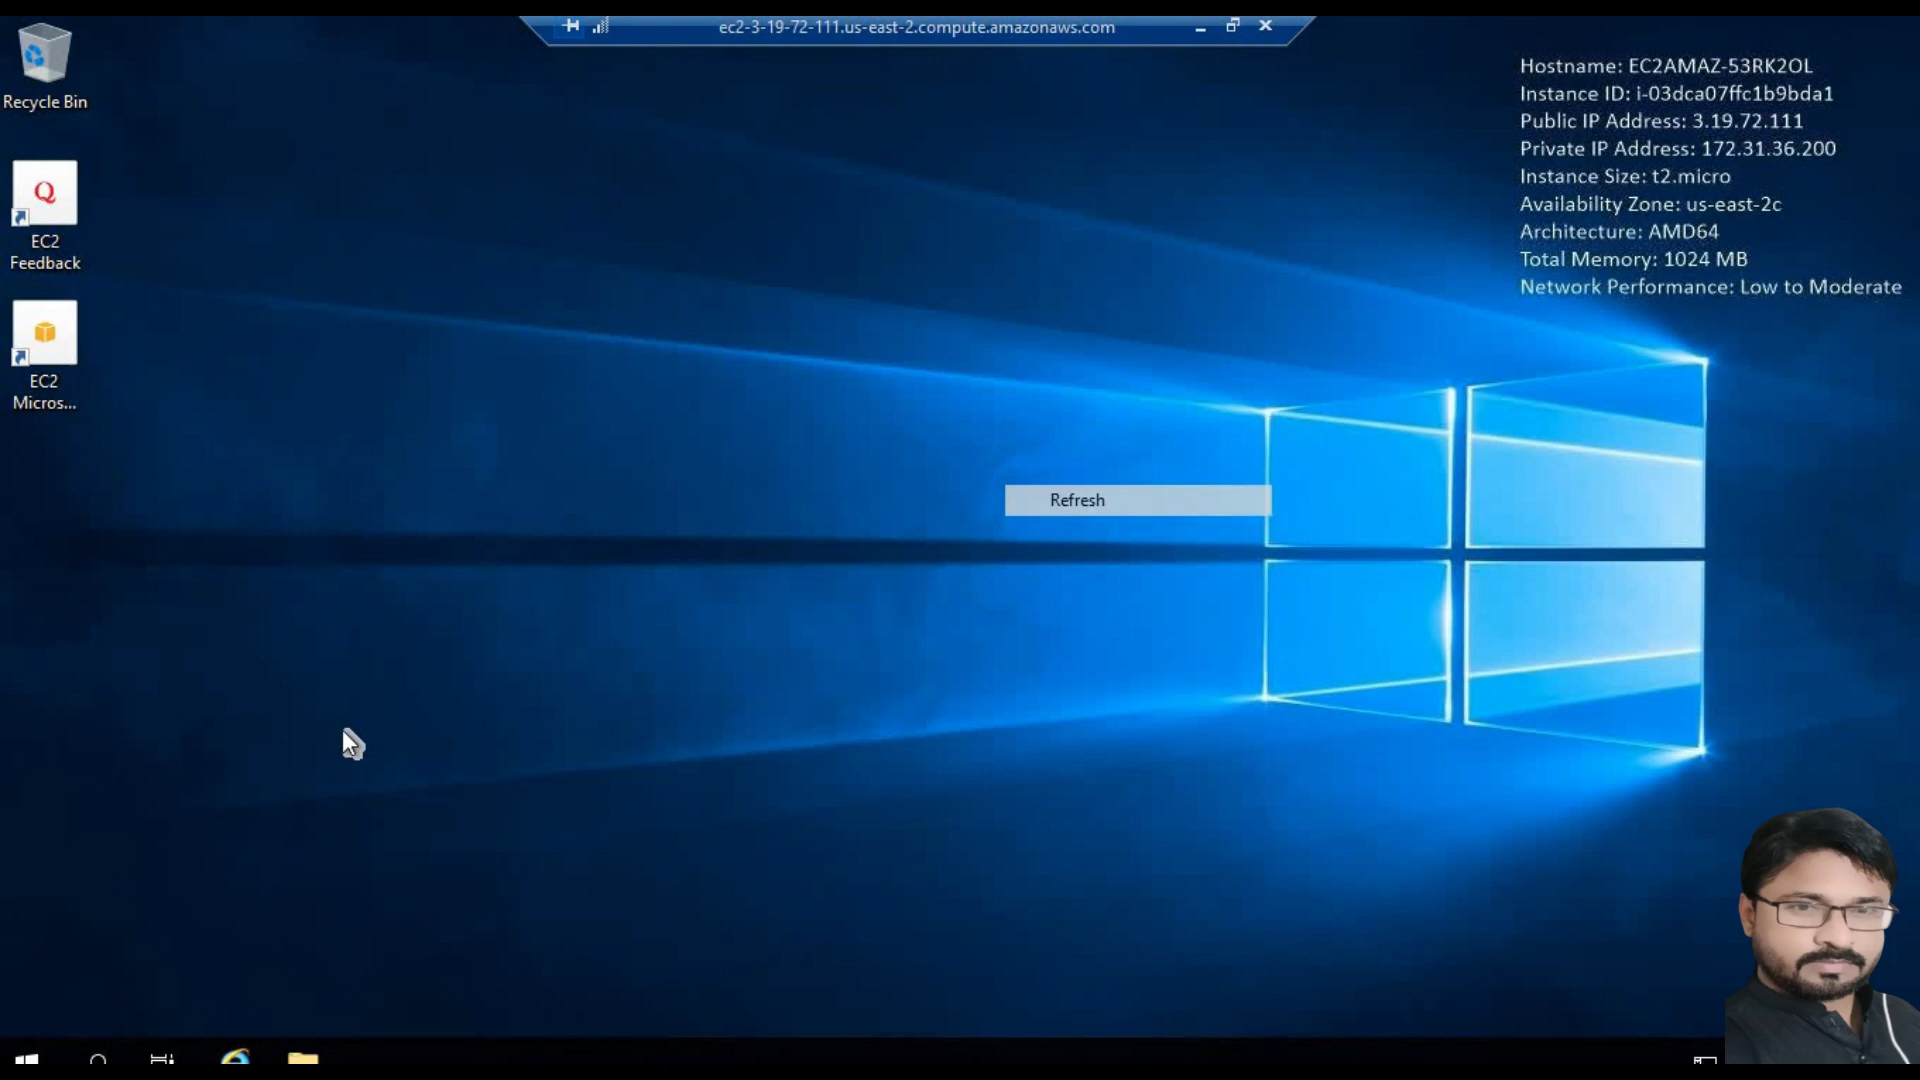 ec2-3-19-72-111.us-east-2.compute.amazonaws.com
Recycle Bin
EC2
Feedback
EC2
Micros...
Hostname: EC2AMAZ-53RK2OL
Instance ID: i-03dca07ffc1b9bda1
Public IP Address: 3.19.72.111
Private IP Address: 172.31.36.200
Instance Size: t2.micro
Availability Zone: us-east-2c
Architecture: AMD64
Total Memory: 1024 MB
Network Performance: Low to Moderate
Refresh